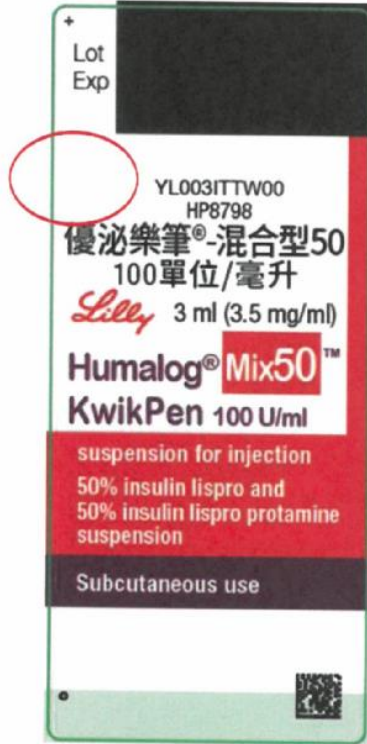 Lot
Exp
YL003ITTW00
HP8798
優泌樂筆®-混合型50
100單位/毫升
Lilly 3 ml (3.5 mg/ml)
Humalog® Mix50™
KwikPen 100 U/ml
suspension for injection
50% insulin lispro and
50% insulin lispro protamine
suspension
Subcutaneous use